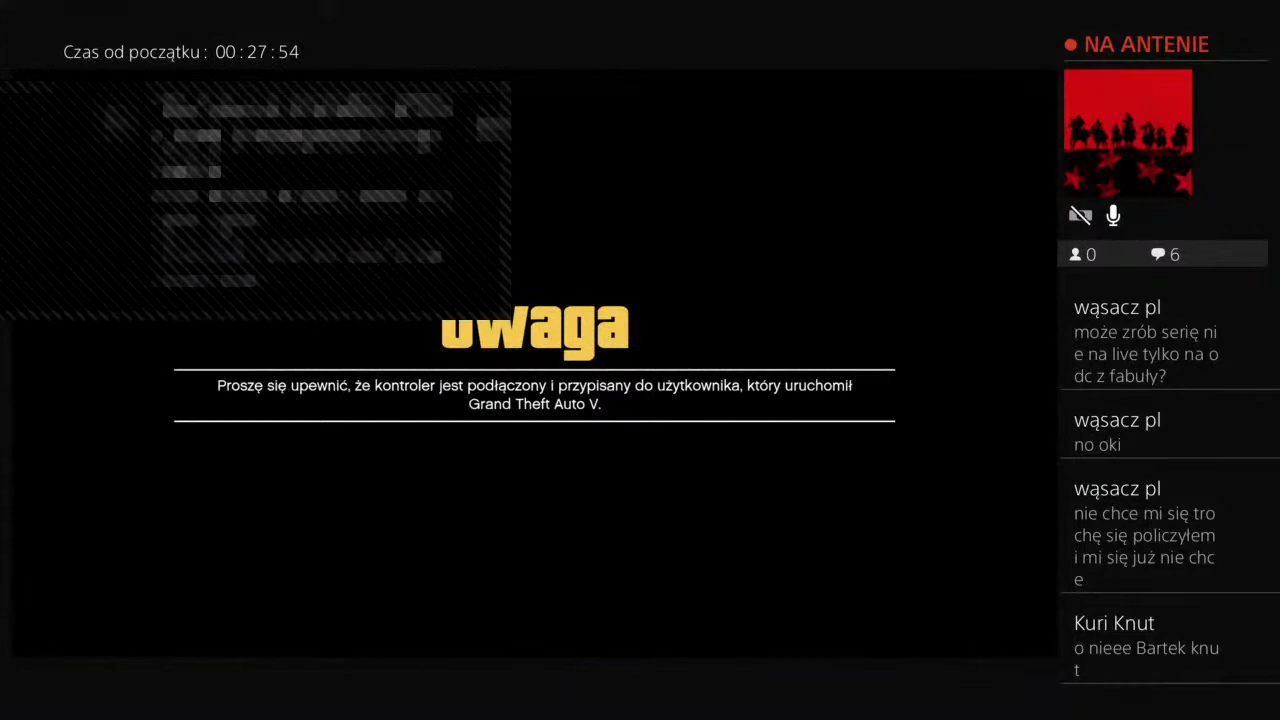 Czas od początku : 00 : 27 : 54
NA ANTENIE
0 6
uwaga
Proszę się upewnić, że kontroler jest podłączony i przypisany do użytkownika, który uruchomił
Grand Theft Auto V.
wąsacz pl
może zrób serię ni
e na live tylko na o
dc z fabuły?
wąsacz pl
no oki
wąsacz pl
nie chce mi się tro
chę się policzyłem
i mi się już nie chc
e
Kuri Knut
o nieee Bartek knu
t